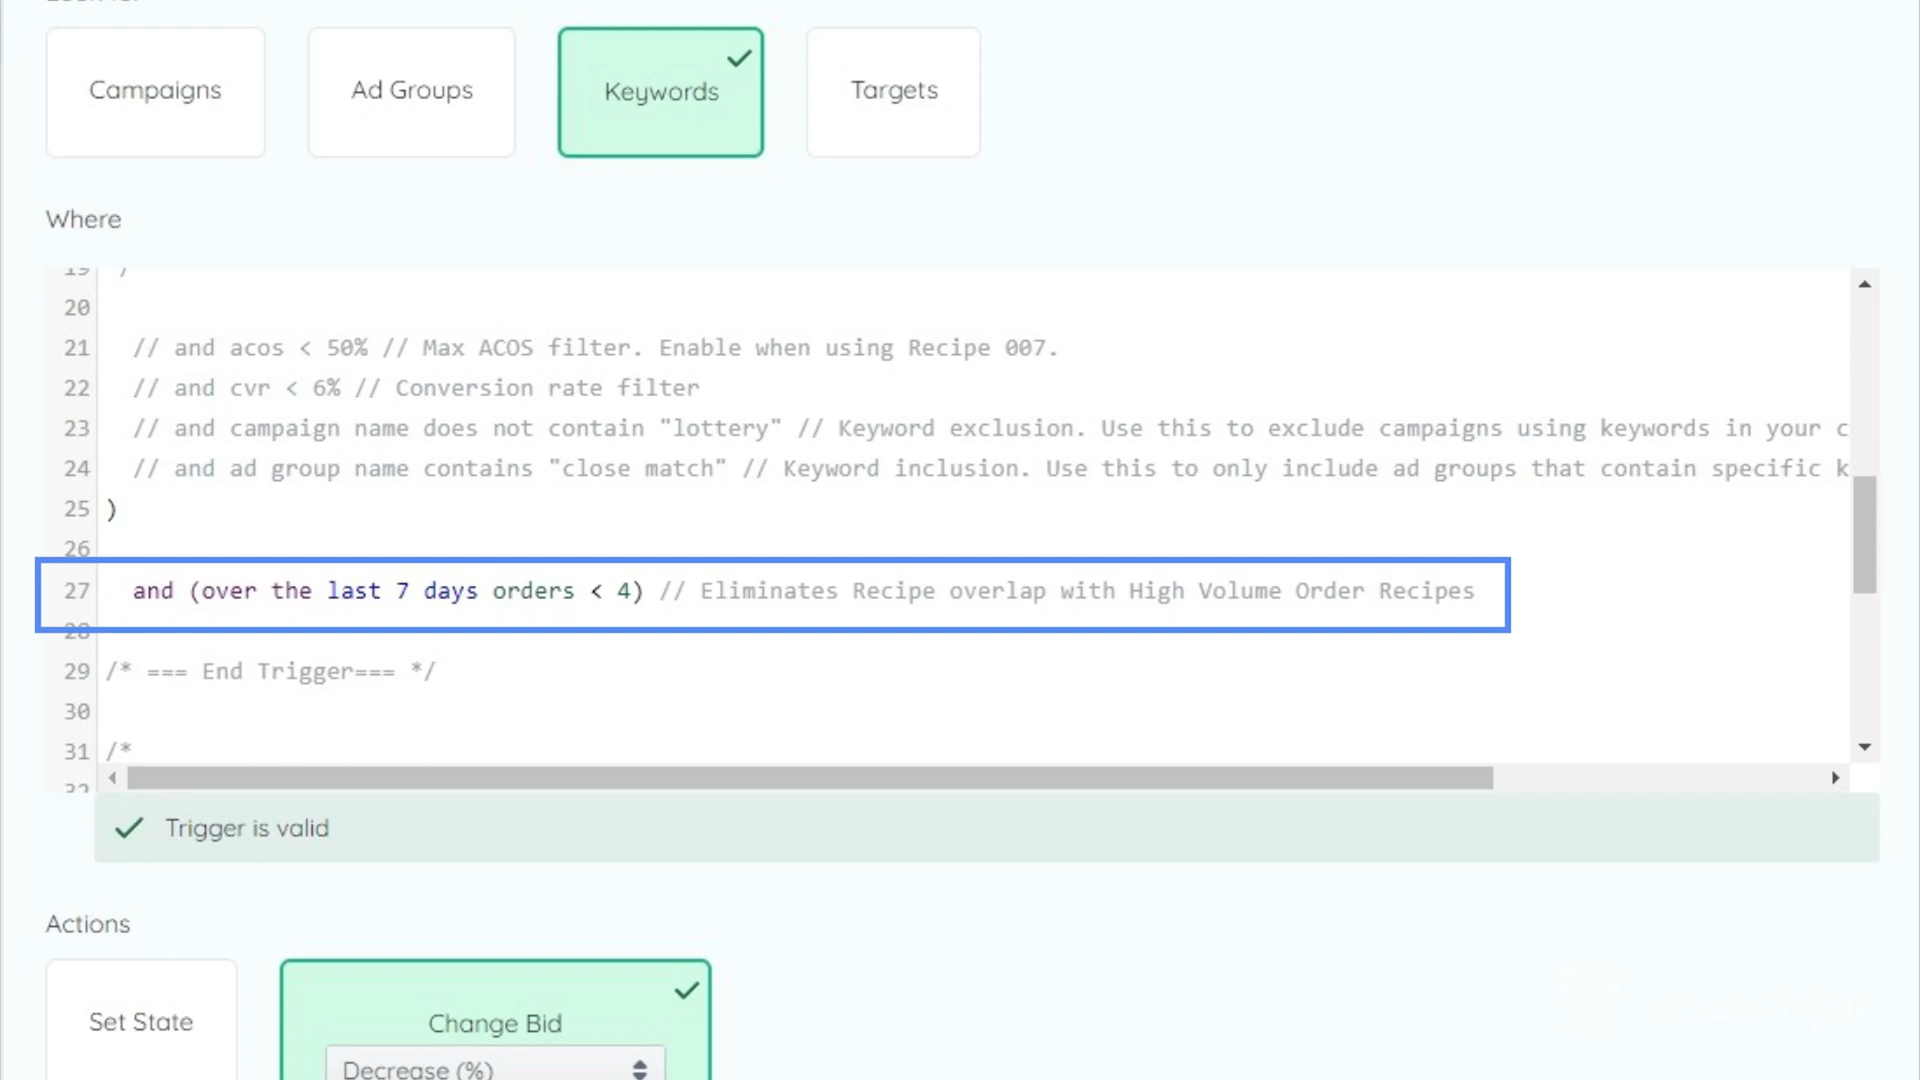 Campaigns
Ad Groups
Keywords
Targets
Where
19 /
20
21 // and acos < 50% // Max ACOS filter. Enable when using Recipe 007.
22 // and cvr < 6% // Conversion rate filter
23 // and campaign name does not contain "lottery" // Keyword exclusion. Use this to exclude campaigns using keywords in your c
24 // and ad group name contains "close match" // Keyword inclusion. Use this to only include ad groups that contain specific k
25 )
26
27 and (over the last 7 days orders < 4) // Eliminates Recipe overlap with High Volume Order Recipes
28
29 /* === End Trigger=== */
30
31 /*
32
Trigger is valid
Actions
Set State
Change Bid
Decrease (%)